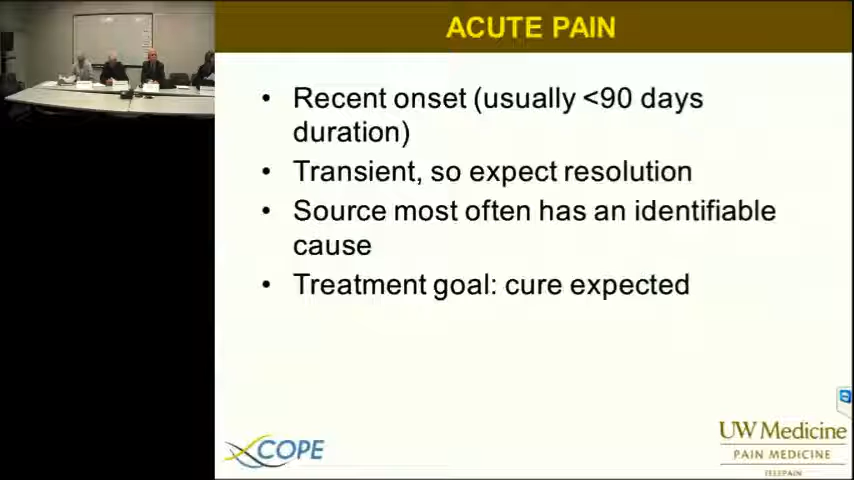 ACUTE PAIN
• Recent onset (usually <90 days
duration)
• Transient, so expect resolution
• Source most often has an identifiable
cause
• Treatment goal: cure expected
COPE
UW Medicine
PAIN MEDICINE
TELEPAIN